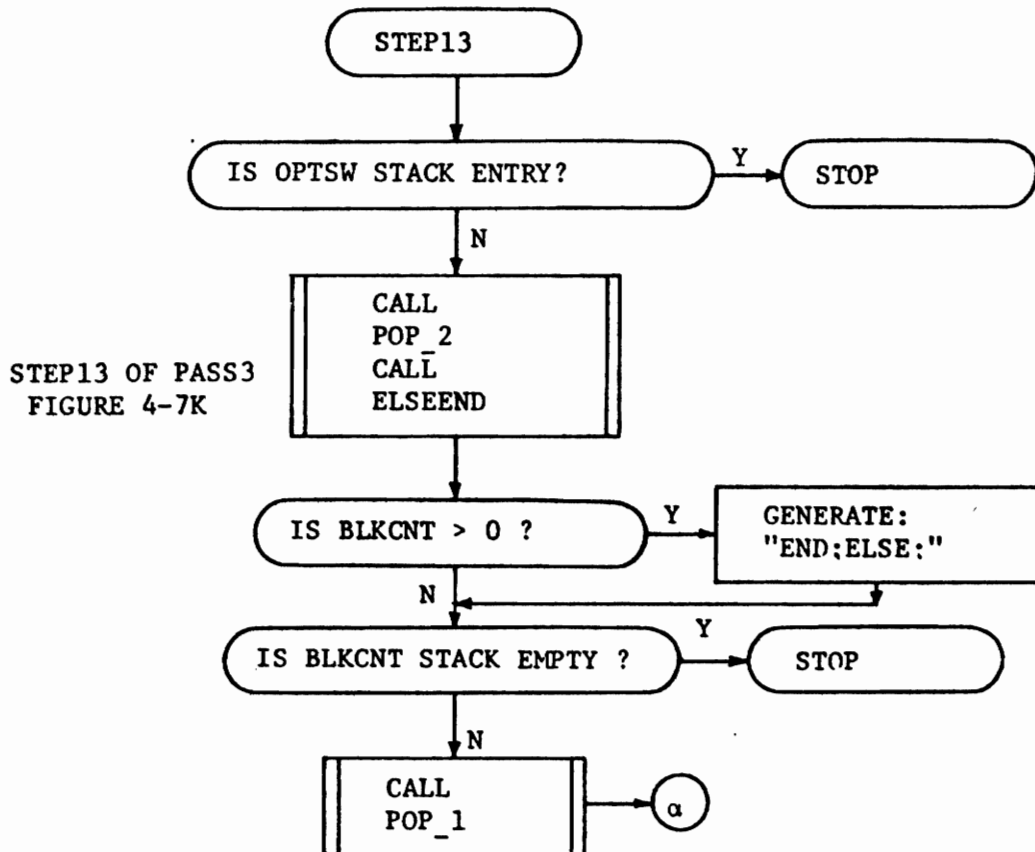 STEP13
IS OPTSW STACK ENTRY?
Y
STOP
N
CALL
POP_2
CALL
ELSEEND
STEP13 OF PASS3
FIGURE 4-7K
IS BLKCNT > 0 ?
Y
GENERATE:
"END;ELSE;"
N
IS BLKCNT STACK EMPTY ?
Y
STOP
N
CALL
POP_1
α